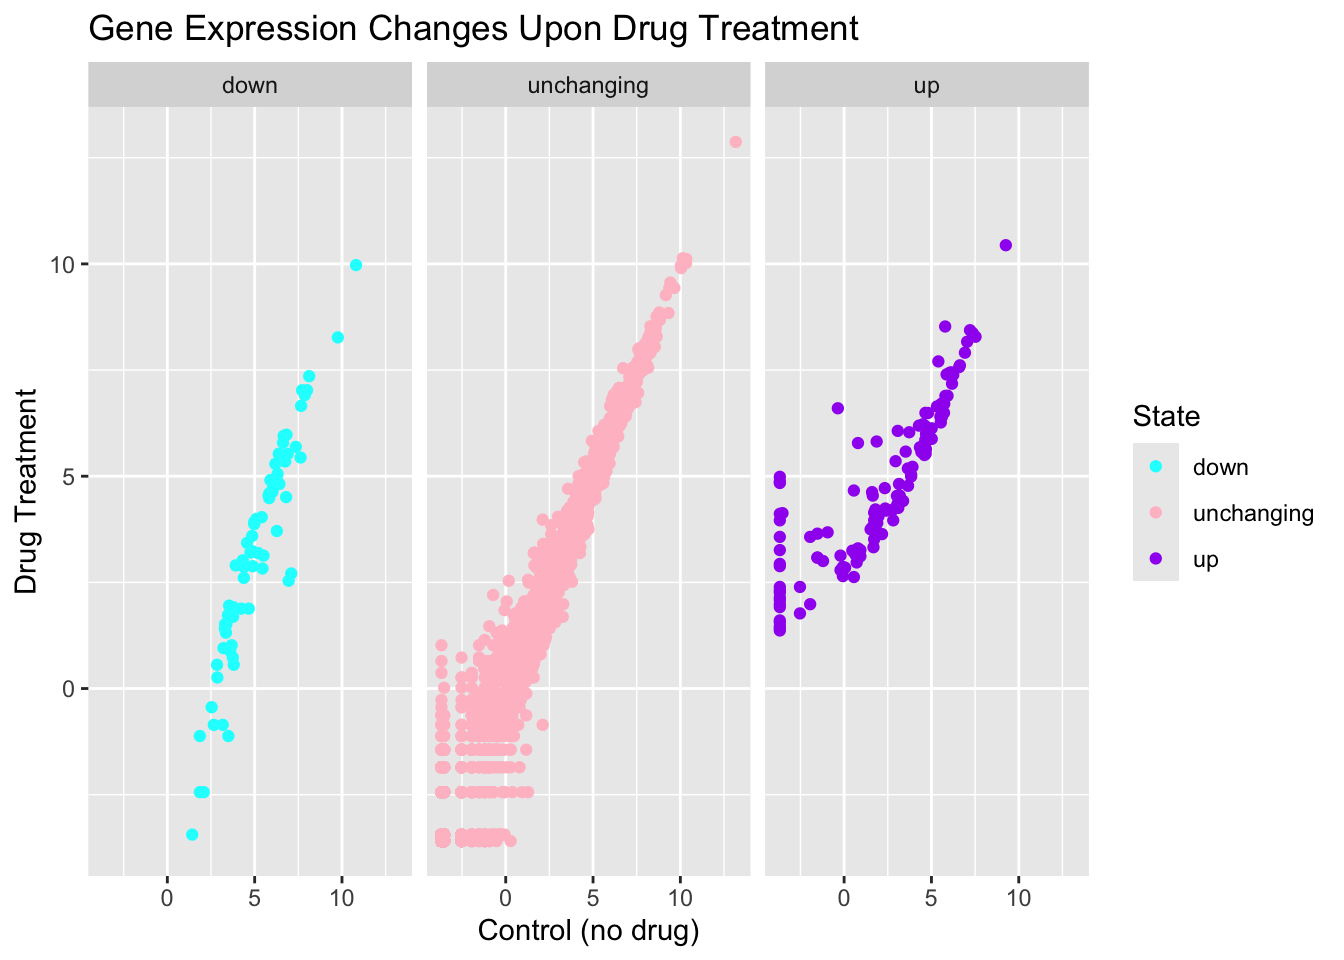 Gene Expression Changes Upon Drug Treatment
down unchanging up
10
5
0
Drug Treatment
0 5 10 0 5 10 0 5 10
Control (no drug)
State
down
unchanging
up